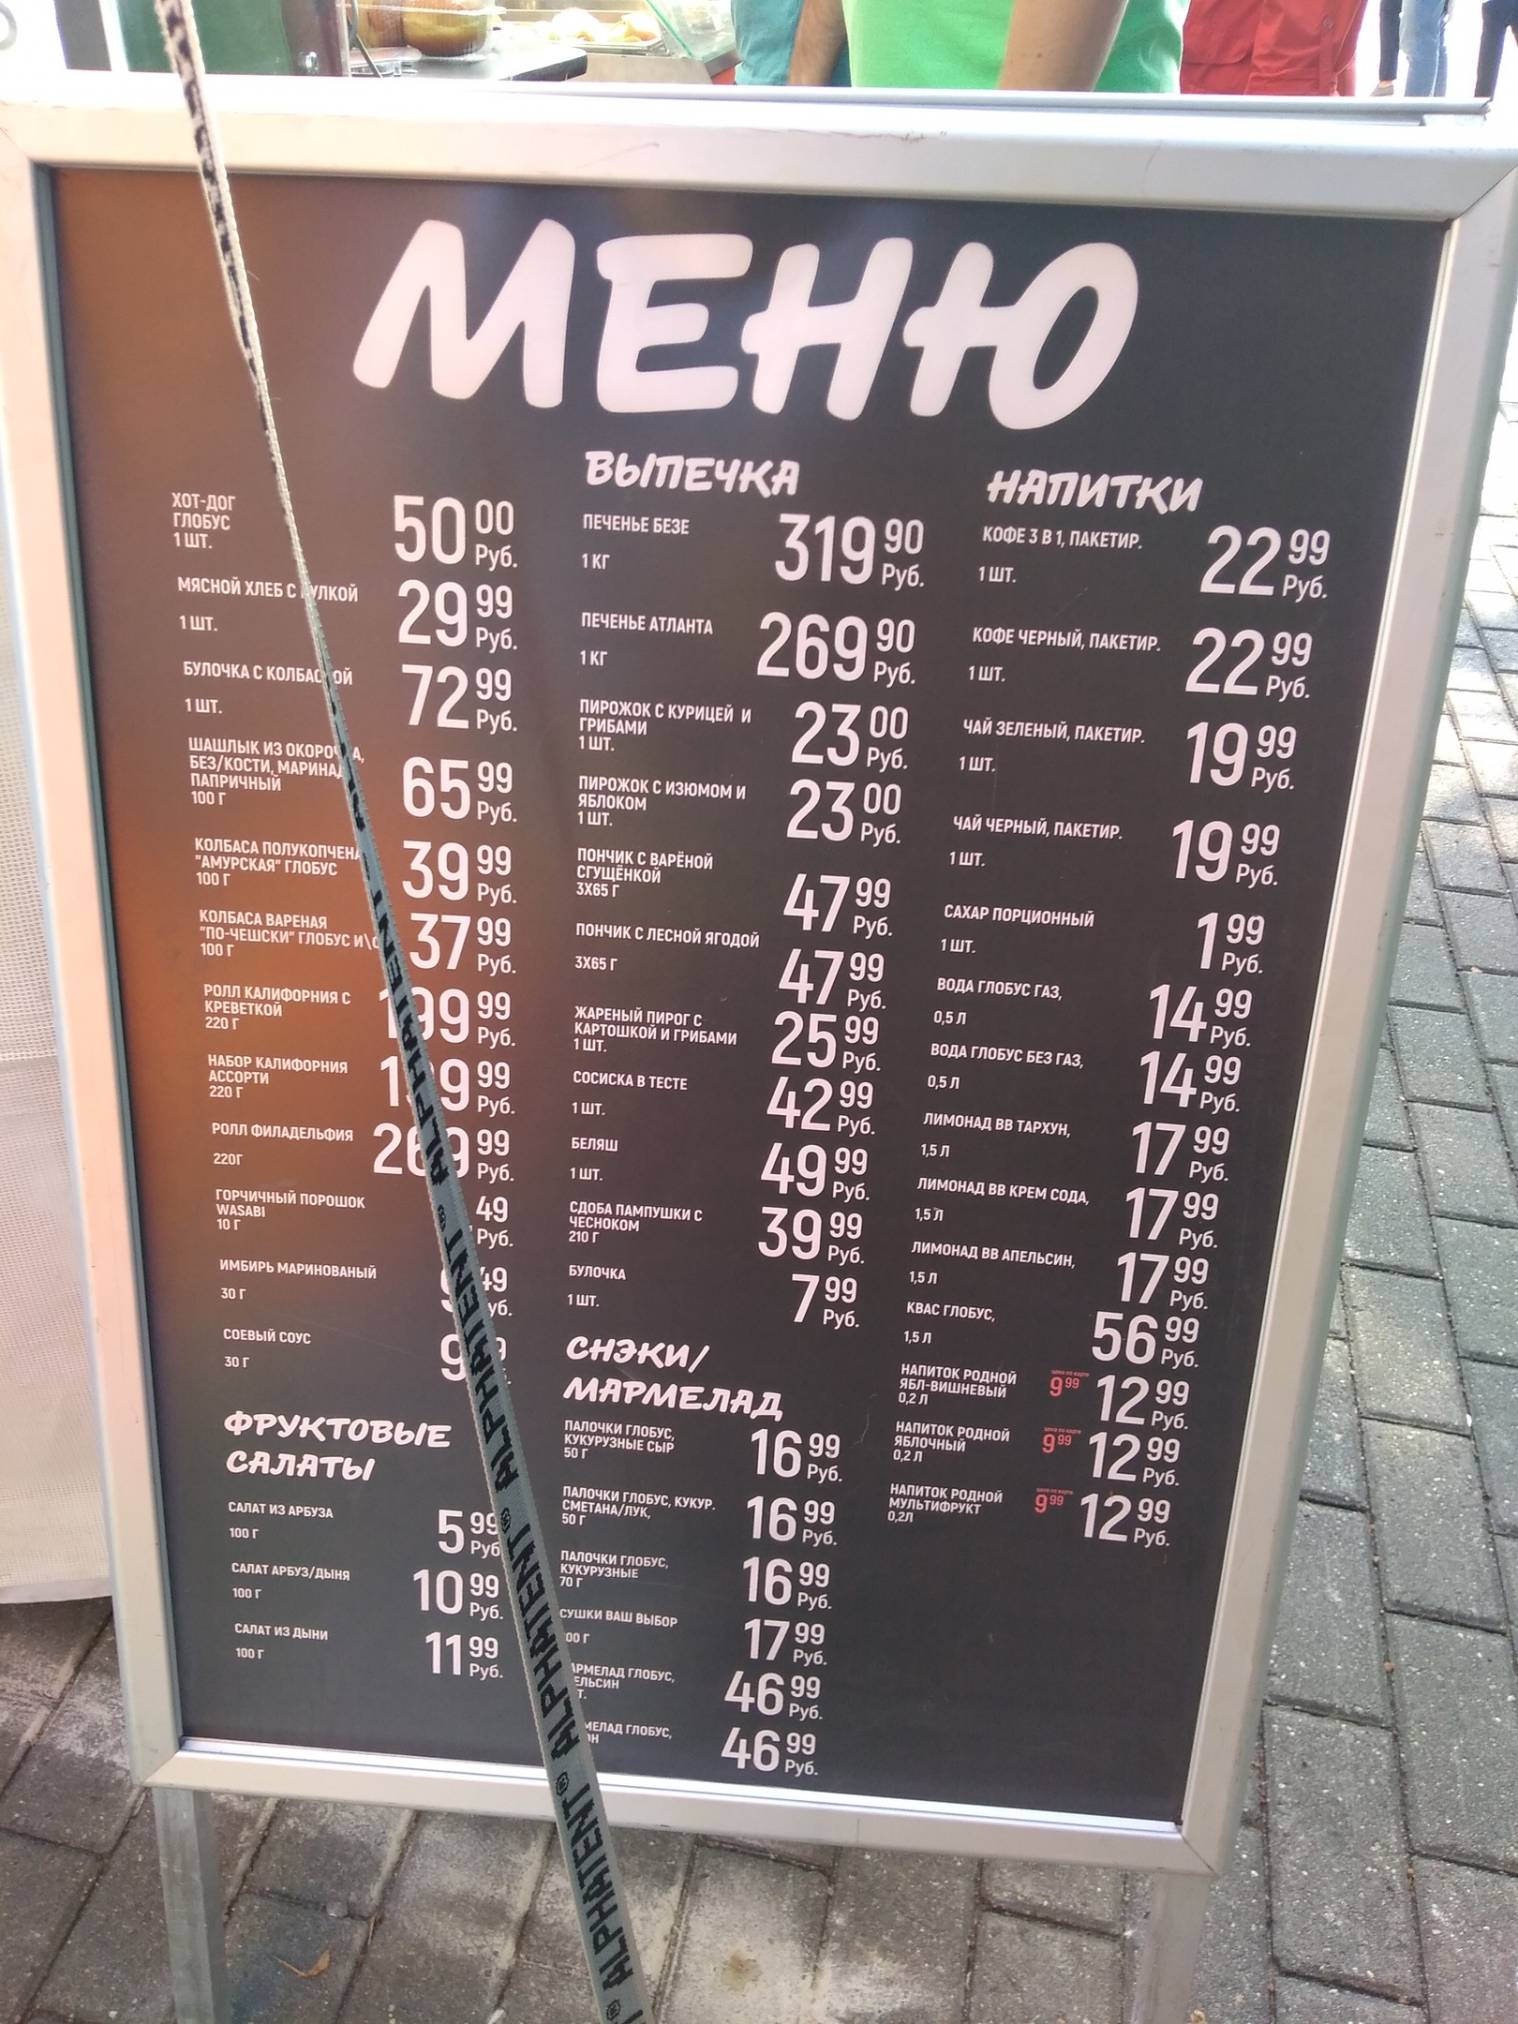 МЕНЮ
ХОТ-ДОГ
ГЛОБУС
1 ШТ.
50 00 Руб.
МЯСНОЙ ХЛЕБ С
29 99 Руб.
1 ШТ.
БУЛОЧКА С
72 99 Руб.
1 ШТ.
ШАШЛЫК ИЗ
БЕЗ/КОСТИ, МАРИНАД
ПАПРИЧНЫЙ
100 Г
65 99 Руб.
КОЛБАСА
"АМУРСКАЯ" ГЛОБУС
100 Г
39 99 Руб.
КОЛБАСА ВАРЕНАЯ
"ПО-ЧЕШСКИ" ГЛОБУС
100 Г
37 99 Руб.
РОЛЛ КАЛИФОРНИЯ С
КРЕВЕТКОЙ
220 Г
199 99 Руб.
НАБОР КАЛИФОРНИЯ
АССОРТИ
220 Г
99 Руб.
РОЛЛ ФИЛАДЕЛЬФИЯ
269 99 Руб.
220Г
ГОРЧИЧНЫЙ ПОРОШОК
WASABI
10 Г
49 Руб.
ИМБИРЬ МАРИНОВАНЫЙ
30 Г
СОЕВЫЙ СОУС
30 Г
ФРУКТОВЫЕ
САЛАТЫ
САЛАТ ИЗ АРБУЗА
100 Г
5 99 Руб
САЛАТ АРБУЗ/ДЫНЯ
100 Г
10 99 Руб.
САЛАТ ИЗ ДЫНИ
100 Г
11 99 Руб.
ВЫПЕЧКА
ПЕЧЕНЬЕ БЕЗЕ
319 90 Руб.
1 КГ
ПЕЧЕНЬЕ АТЛАНТА
269 90 Руб.
1 КГ
ПИРОЖОК С КУРИЦЕЙ И
ГРИБАМИ
1 ШТ.
23 00 Руб.
ПИРОЖОК С ИЗЮМОМ И
ЯБЛОКОМ
1 ШТ.
23 00 Руб.
ПОНЧИК С ВАРЁНОЙ
СГУЩЁНКОЙ
3Х65 Г
47 99 Руб.
ПОНЧИК С ЛЕСНОЙ ЯГОДОЙ
3Х65 Г
47 99 Руб.
ЖАРЕНЫЙ ПИРОГ С
КАРТОШКОЙ И ГРИБАМИ
1 ШТ.
25 99 Руб.
СОСИСКА В ТЕСТЕ
1 ШТ.
42 99 Руб.
БЕЛЯШ
1 ШТ.
49 99 Руб.
СДОБА ПАМПУШКИ С
ЧЕСНОКОМ
210 Г
39 99 Руб.
БУЛОЧКА
1 ШТ.
7 99 Руб.
СНЭКИ/
МАРМЕЛАД
ПАЛОЧКИ ГЛОБУС,
КУКУРУЗНЫЕ СЫР
50 Г
16 99 Руб.
ПАЛОЧКИ ГЛОБУС, КУКУР.
СМЕТАНА/ЛУК,
50 Г
16 99 Руб.
ПАЛОЧКИ ГЛОБУС,
КУКУРУЗНЫЕ
70 Г
16 99 Руб.
СУШКИ ВАШ ВЫБОР
17 99 Руб.
ГЛОБУС,
46 99 Руб.
ГЛОБУС,
46 99 Руб.
НАПИТКИ
КОФЕ 3 В 1, ПАКЕТИР.
22 99 Руб.
1 ШТ.
КОФЕ ЧЕРНЫЙ, ПАКЕТИР.
22 99 Руб.
1 ШТ.
ЧАЙ ЗЕЛЕНЫЙ, ПАКЕТИР.
19 99 Руб.
1 ШТ.
ЧАЙ ЧЕРНЫЙ, ПАКЕТИР.
19 99 Руб.
1 ШТ.
САХАР ПОРЦИОННЫЙ
1 99 Руб.
1 ШТ.
ВОДА ГЛОБУС ГАЗ,
0,5 Л
14 99 Руб.
ВОДА ГЛОБУС БЕЗ ГАЗ,
0,5 Л
14 99 Руб.
ЛИМОНАД ВВ ТАРХУН,
1,5 Л
17 99 Руб.
ЛИМОНАД ВВ КРЕМ СОДА,
1,5 Л
17 99 Руб.
ЛИМОНАД ВВ АПЕЛЬСИН,
1,5 Л
17 99 Руб.
КВАС ГЛОБУС,
1,5 Л
56 99 Руб.
НАПИТОК РОДНОЙ
ЯБЛ-ВИШНЕВЫЙ
0,2 Л
9 99 12 99 Руб.
НАПИТОК РОДНОЙ
ЯБЛОЧНЫЙ
0,2 Л
9 99 12 99 Руб.
НАПИТОК РОДНОЙ
МУЛЬТИФРУКТ
0,2Л
9 99 12 99 Руб.
ALPHATENT ALPHATENT ALPHATENT ALPHATENT ALPHATENT ALPHATENT